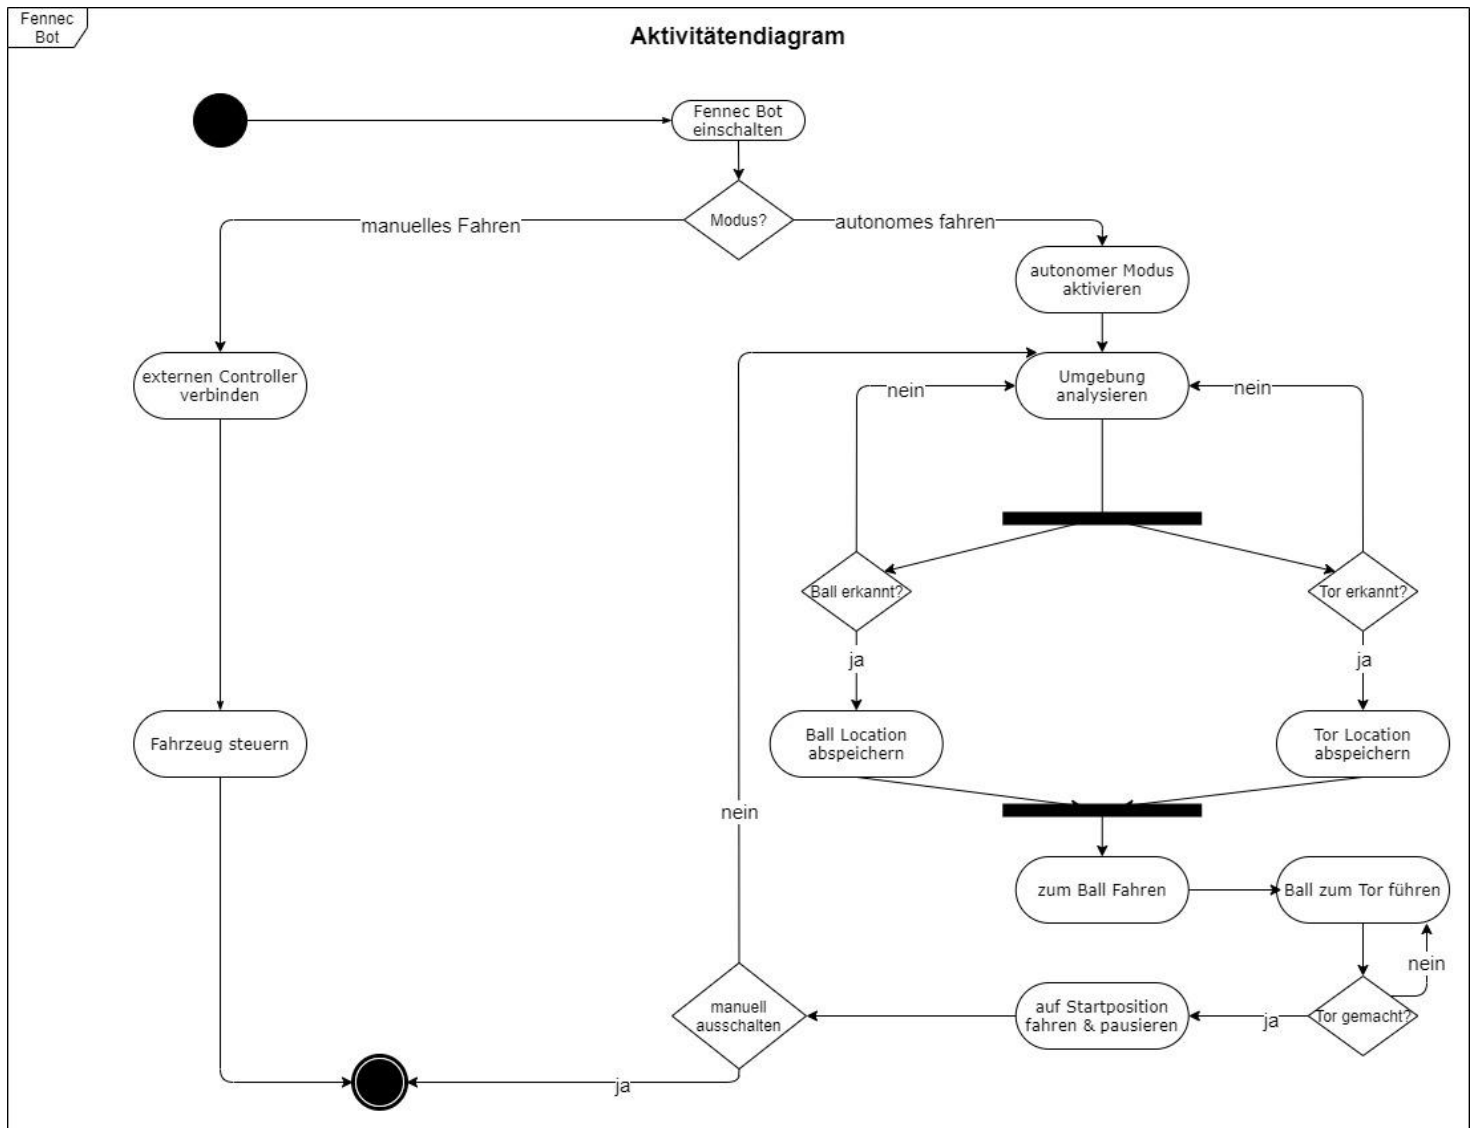 Fennec
Bot
Aktivitätendiagram
Fennec Bot
einschalten
Modus?
manuelles Fahren
autonomes fahren
autonomer Modus
aktivieren
externen Controller
verbinden
Umgebung
analysieren
nein
nein
Ball erkannt?
Tor erkannt?
ja
ja
Fahrzeug steuern
Ball Location
abspeichern
Tor Location
abspeichern
nein
zum Ball Fahren
Ball zum Tor führen
nein
manuell
ausschalten
auf Startposition
fahren & pausieren
ja
Tor gemacht?
ja